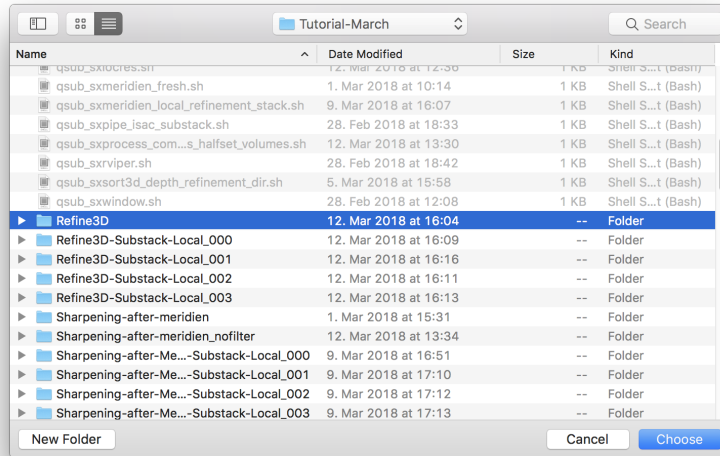 Tutorial-March
Search
Name Date Modified Size Kind
qsub_sxlocres.sh 12. Mar 2018 at 12:36 1 KB Shell S...t (Bash)
qsub_sxmeridien_fresh.sh 1. Mar 2018 at 10:14 1 KB Shell S...t (Bash)
qsub_sxmeridien_local_refinement_stack.sh 9. Mar 2018 at 16:07 1 KB Shell S...t (Bash)
qsub_sxpipe_isac_substack.sh 28. Feb 2018 at 18:33 1 KB Shell S...t (Bash)
qsub_sxprocess_com...s_halfset_volumes.sh 12. Mar 2018 at 13:30 1 KB Shell S...t (Bash)
qsub_sxrviper.sh 28. Feb 2018 at 18:42 1 KB Shell S...t (Bash)
qsub_sxsort3d_depth_refinement_dir.sh 5. Mar 2018 at 15:58 1 KB Shell S...t (Bash)
qsub_sxwindow.sh 28. Feb 2018 at 12:08 1 KB Shell S...t (Bash)
Refine3D 12. Mar 2018 at 16:04 -- Folder
Refine3D-Substack-Local_000 12. Mar 2018 at 16:09 -- Folder
Refine3D-Substack-Local_001 12. Mar 2018 at 16:16 -- Folder
Refine3D-Substack-Local_002 12. Mar 2018 at 16:11 -- Folder
Refine3D-Substack-Local_003 12. Mar 2018 at 16:13 -- Folder
Sharpening-after-meridien 1. Mar 2018 at 15:31 -- Folder
Sharpening-after-meridien_nofilter 12. Mar 2018 at 13:34 -- Folder
Sharpening-after-Me...-Substack-Local_000 9. Mar 2018 at 16:51 -- Folder
Sharpening-after-Me...-Substack-Local_001 9. Mar 2018 at 17:10 -- Folder
Sharpening-after-Me...-Substack-Local_002 9. Mar 2018 at 17:12 -- Folder
Sharpening-after-Me...-Substack-Local_003 9. Mar 2018 at 17:13 -- Folder
New Folder Cancel Choose